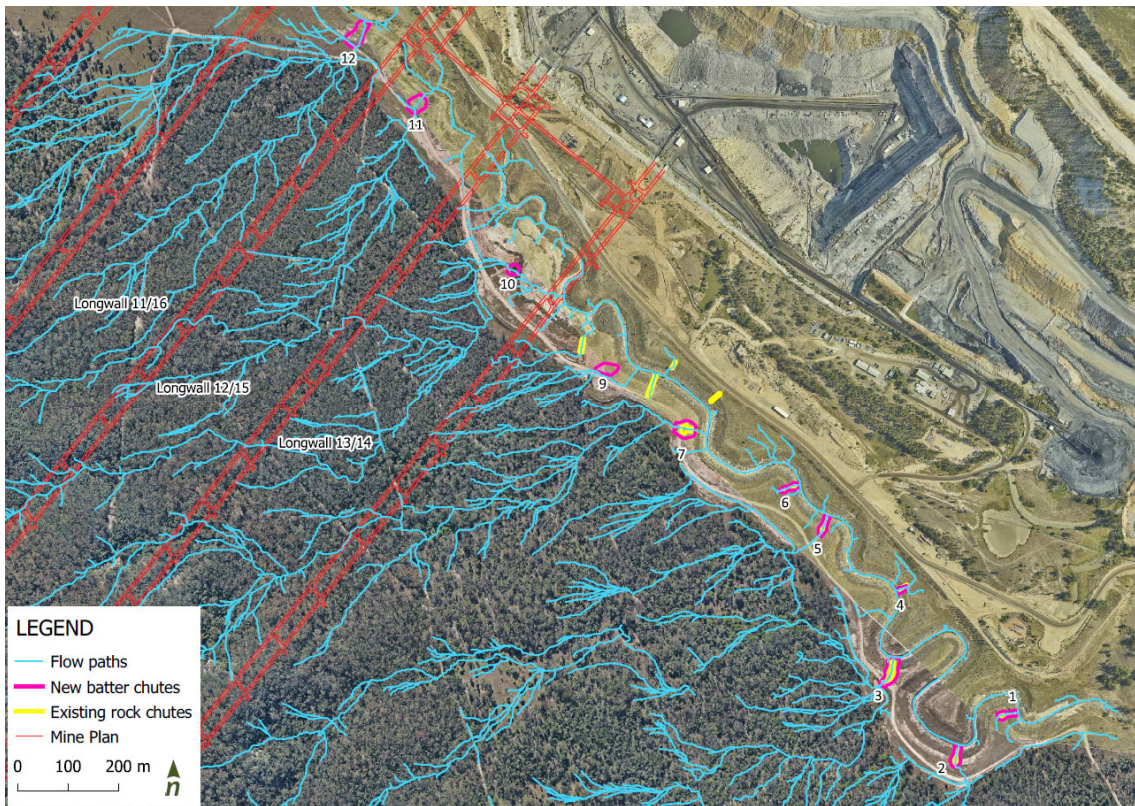 12
11
10
Longwall 11/16
9
Longwall 12/15
Longwall 13/14
7
6
5
4
3
1
2
LEGEND
Flow paths
New batter chutes
Existing rock chutes
Mine Plan
0 100 200 m
n